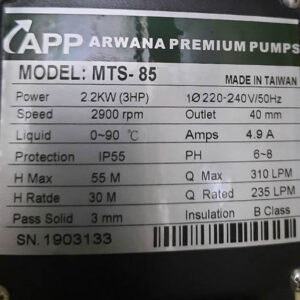 APP ARWANA PREMIUM PUMPS
MODEL: MTS-85 MADE IN TAIWAN
Power 2.2KW (3HP) 1Ø 220-240V/50Hz
Speed 2900 rpm Outlet 40 mm
Liquid 0~90 ℃ Amps 4.9 A
Protection IP55 PH 6~8
H Max 55 M Q Max 310 LPM
H Ratde 30 M Q Rated 235 LPM
Pass Solid 3 mm Insulation B Class
SN. 1903133